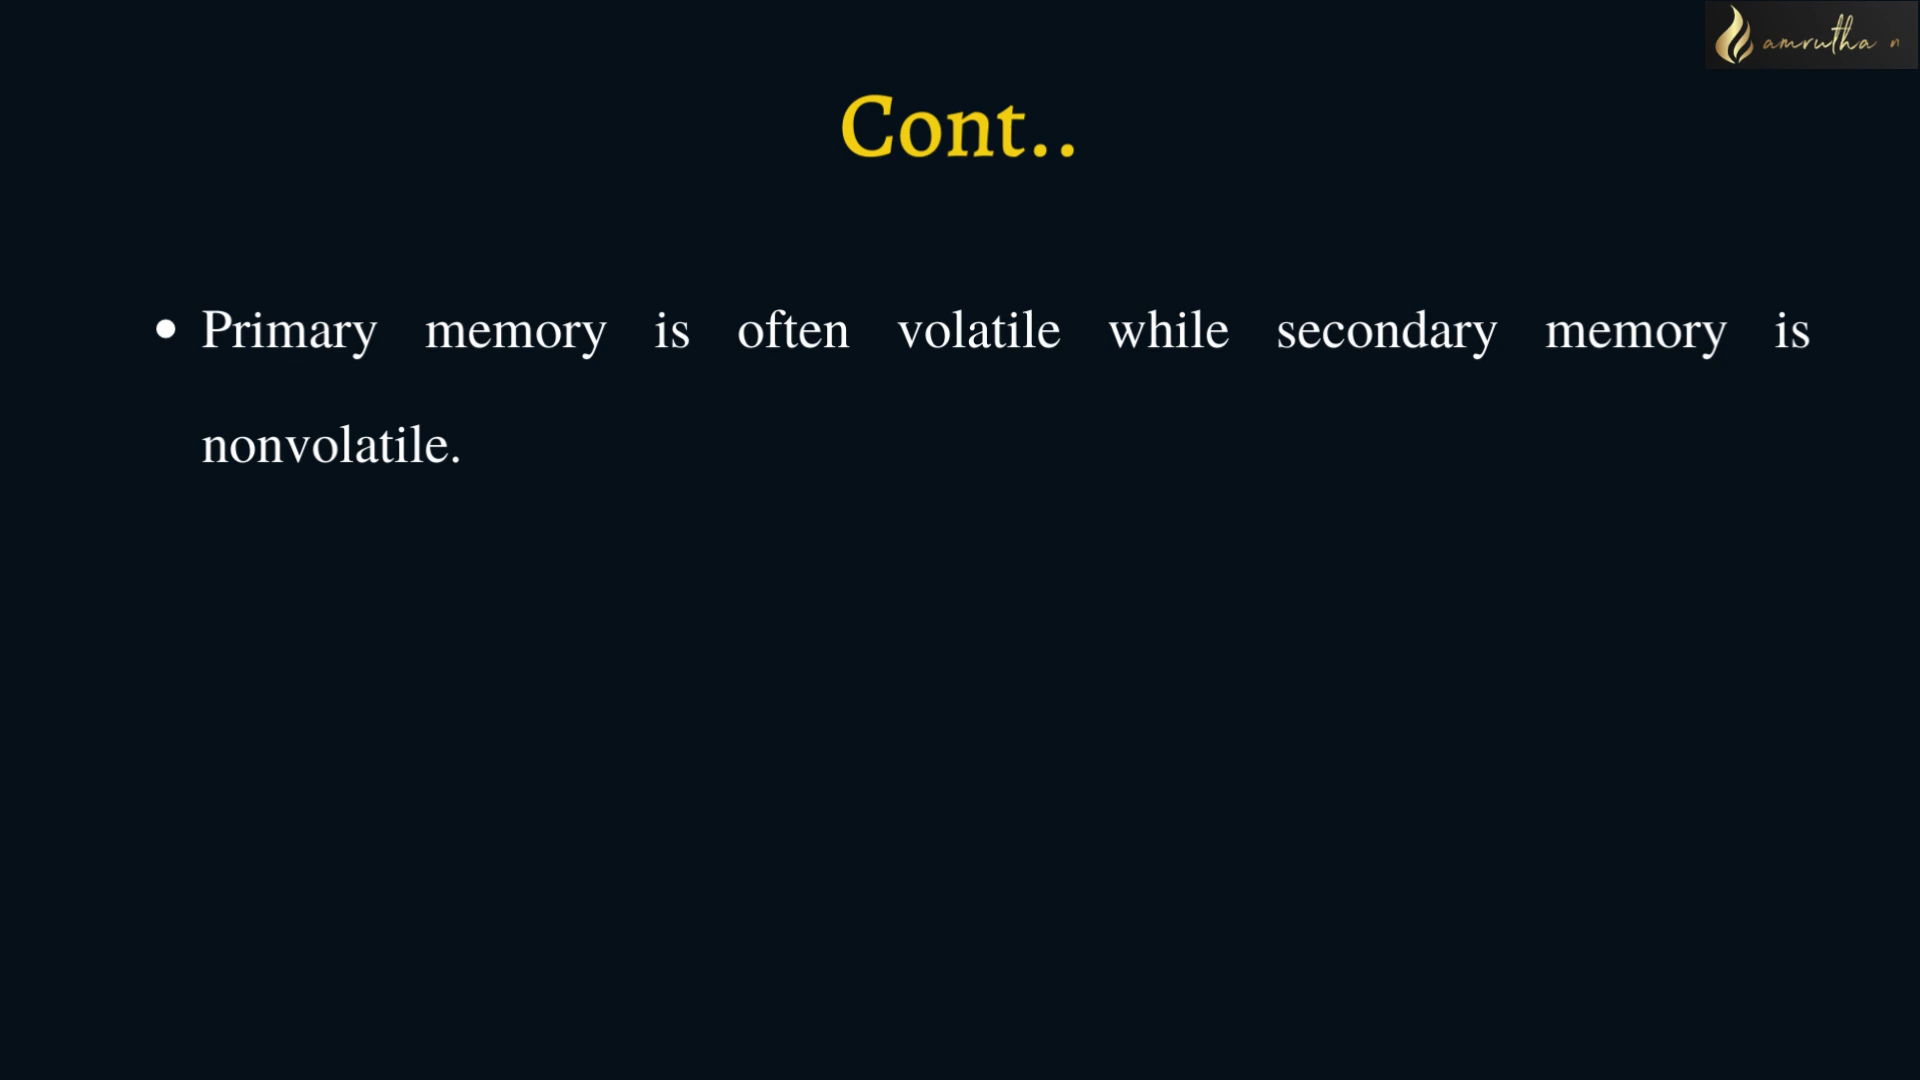 amrutha n
Cont..
• Primary memory is often volatile while secondary memory is
nonvolatile.